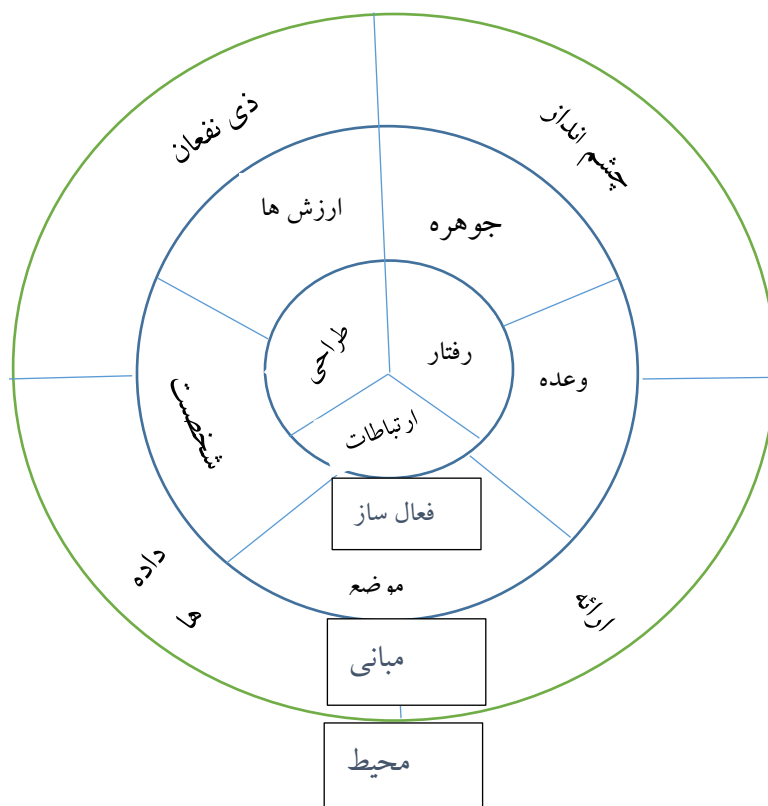 ذی نفعان
چشم انداز
ارزش ها
جوهره
طراحی
رفتار
وعده
شخصیت
ارتباطات
فعال ساز
داده
ها
موضع
ارائه
مبانی
محیط